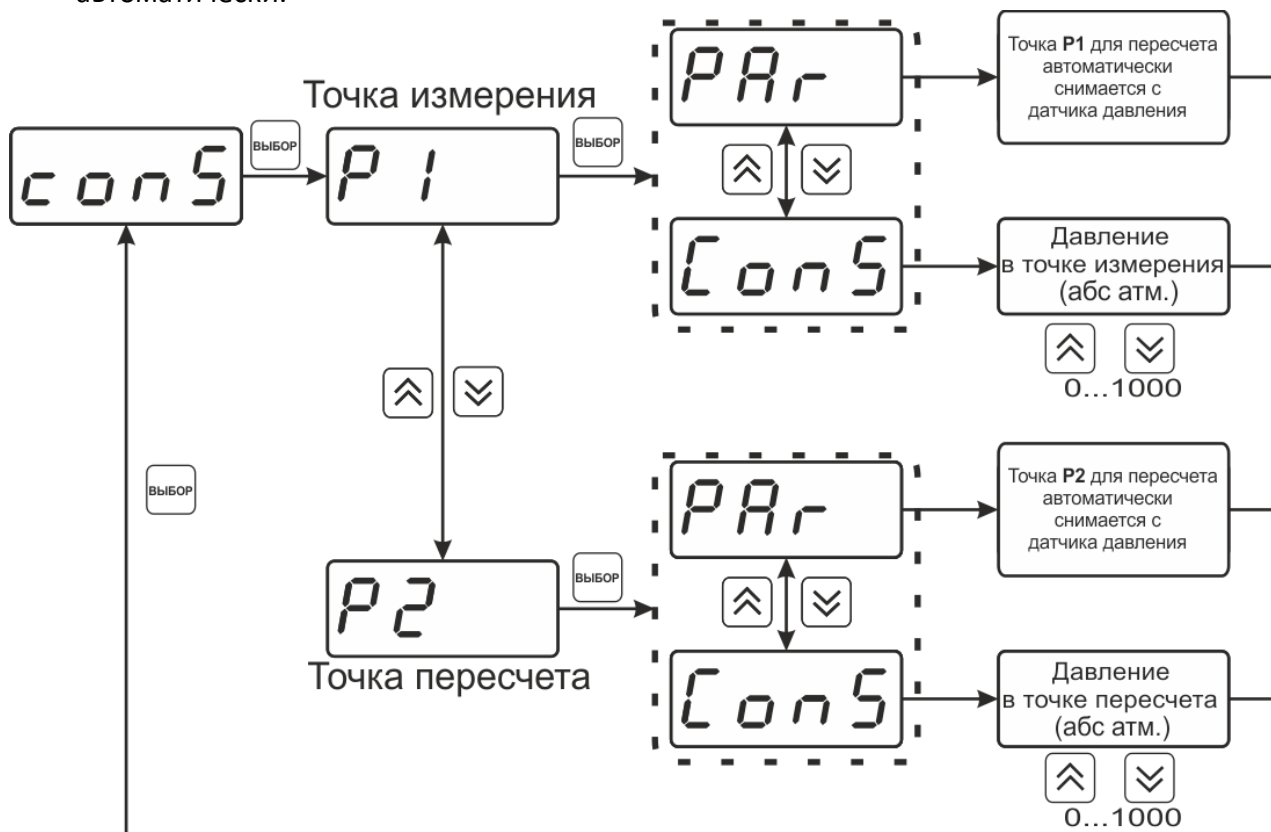 автоматически.
Точка измерения
conS
ВЫБОР
P1
ВЫБОР
PAr
Точка P1 для пересчета
автоматически
снимается с
датчика давления
ConS
Давление
в точке измерения
(абс атм.)
0...1000
ВЫБОР
P2
Точка пересчета
ВЫБОР
PAr
Точка P2 для пересчета
автоматически
снимается с
датчика давления
ConS
Давление
в точке пересчета
(абс атм.)
0...1000